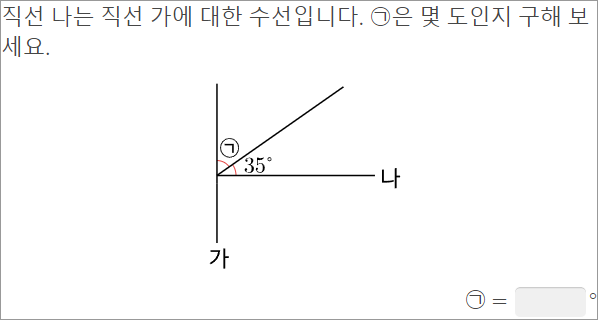 직선 나는 직선 가에 대한 수선입니다. ㉠은 몇 도인지 구해 보
세요.
㉠
35°
나
가
㉠ = °